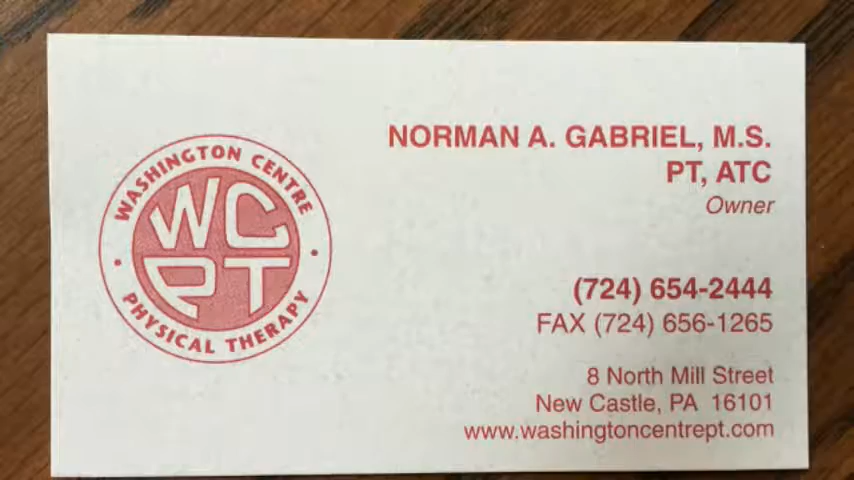 WASHINGTON CENTRE
WC
PT
PHYSICAL THERAPY
NORMAN A. GABRIEL, M.S.
PT, ATC
Owner
(724) 654-2444
FAX (724) 656-1265
8 North Mill Street
New Castle, PA 16101
www.washingtoncentrept.com